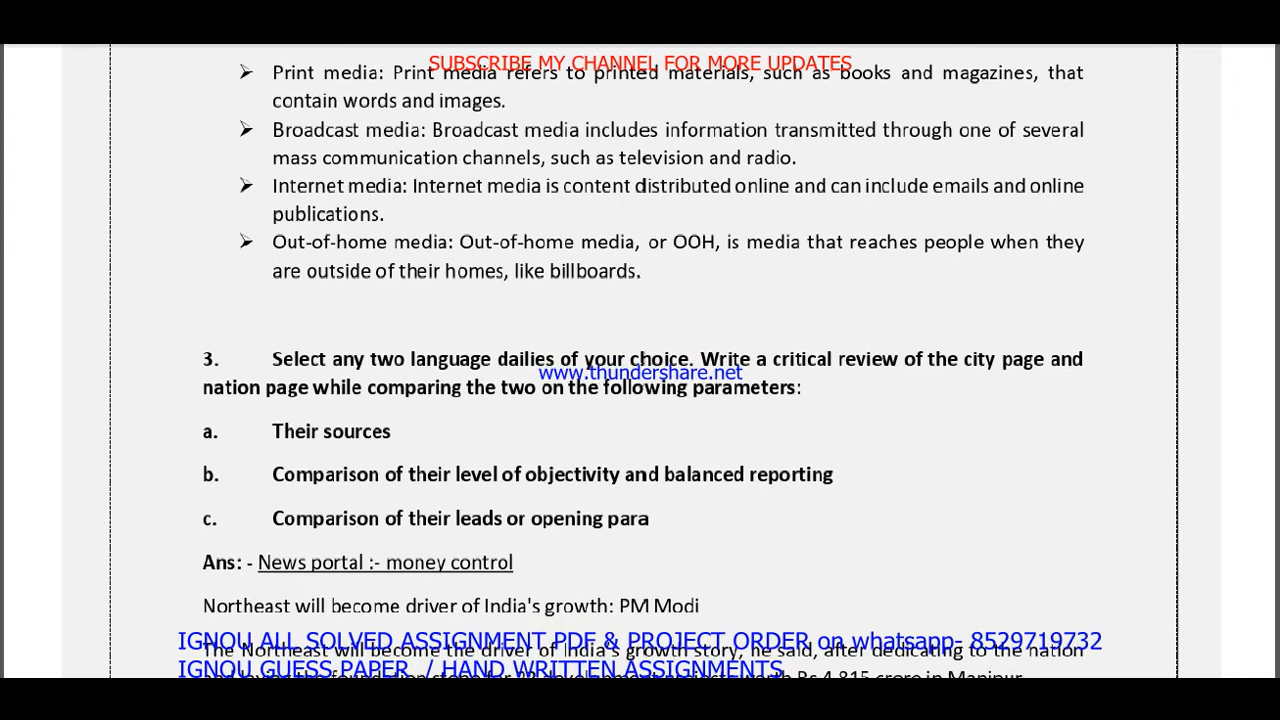 SUBSCRIBE MY CHANNEL FOR MORE UPDATES
➢ Print media: Print media refers to printed materials, such as books and magazines, that
contain words and images.
➢ Broadcast media: Broadcast media includes information transmitted through one of several
mass communication channels, such as television and radio.
➢ Internet media: Internet media is content distributed online and can include emails and online
publications.
➢ Out-of-home media: Out-of-home media, or OOH, is media that reaches people when they
are outside of their homes, like billboards.
3. Select any two language dailies of your choice. Write a critical review of the city page and
www.thundershare.net
nation page while comparing the two on the following parameters:
a. Their sources
b. Comparison of their level of objectivity and balanced reporting
c. Comparison of their leads or opening para
Ans: - News portal :- money control
Northeast will become driver of India's growth: PM Modi
IGNOU ALL SOLVED ASSIGNMENT PDF & PROJECT ORDER on whatsapp- 8529719732
The Northeast will become the driver of India's growth story, he said, after dedicating to the nation
IGNOU GUESS PAPER / HAND WRITTEN ASSIGNMENTS
Rs 4,815 crore in Manipur